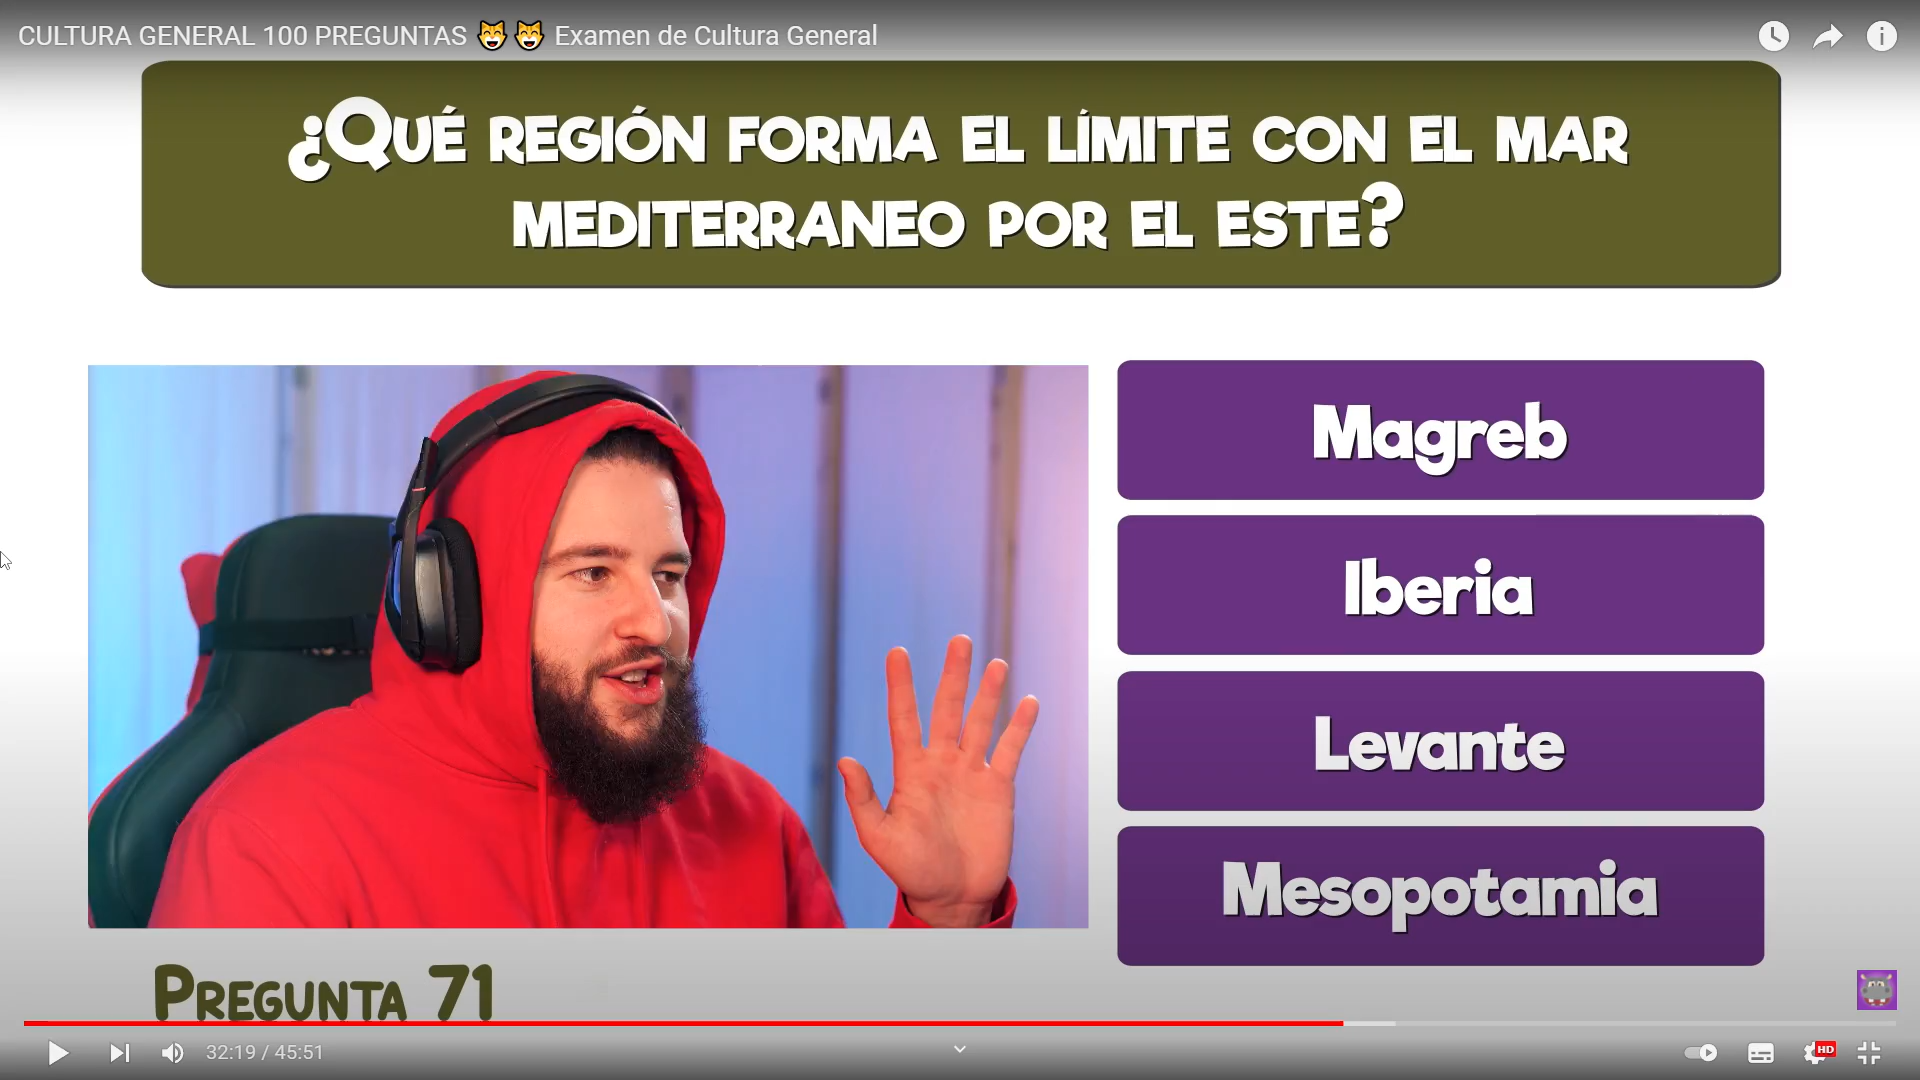 CULTURA GENERAL 100 PREGUNTAS 😸😸 Examen de Cultura General
¿QUÉ REGIÓN FORMA EL LÍMITE CON EL MAR
MEDITERRANEO POR EL ESTE?
Magreb
Iberia
Levante
Mesopotamia
PREGUNTA 71
32:19 / 45:51
HD